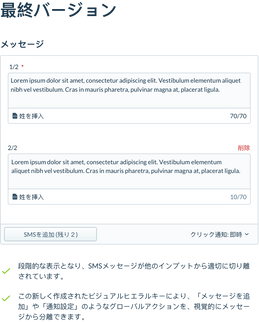 最終バージョン
メッセージ
1/2 *
Lorem ipsum dolor sit amet, consectetur adipiscing elit. Vestibulum elementum aliquet
nibh vel vestibulum. Cras in mauris pharetra, pulvinar magna at, placerat ligula.
姓を挿入 70/70
2/2 削除
Lorem ipsum dolor sit amet, consectetur adipiscing elit. Vestibulum elementum
aliquet nibh vel vestibulum. Cras in mauris pharetra, pulvinar magna at, placerat ligula.
姓を挿入 10/70
SMSを追加 (残り 2 ) クリック通知: 即時
段階的な表示となり、SMSメッセージが他のインプットから適切に切り離
されています。
この新しく作成されたビジュアルヒエラルキーにより、「メッセージを追
加」や「通知設定」のようなグローバルアクションを、視覚的にメッセー
ジから分離できます。